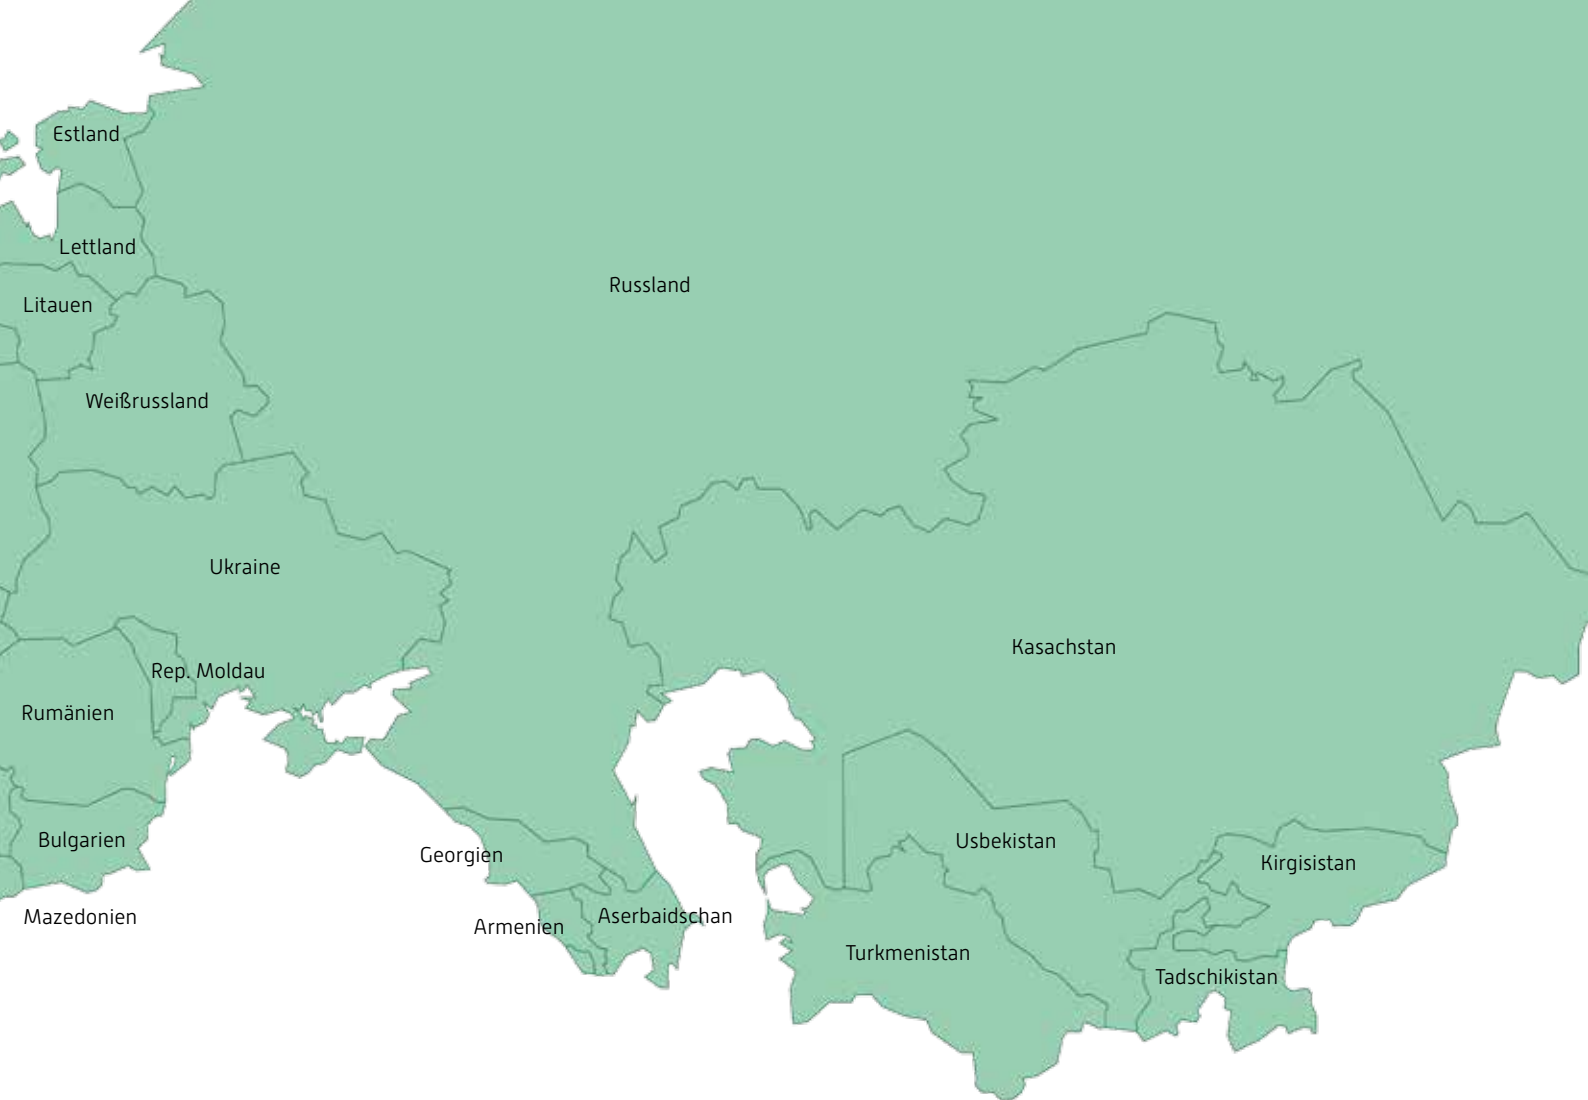 Estland
Lettland
Russland
Litauen
Weißrussland
Ukraine
Kasachstan
Rep. Moldau
Rumänien
Bulgarien
Usbekistan
Georgien
Kirgisistan
Mazedonien
Aserbaidschan
Armenien
Turkmenistan
Tadschikistan